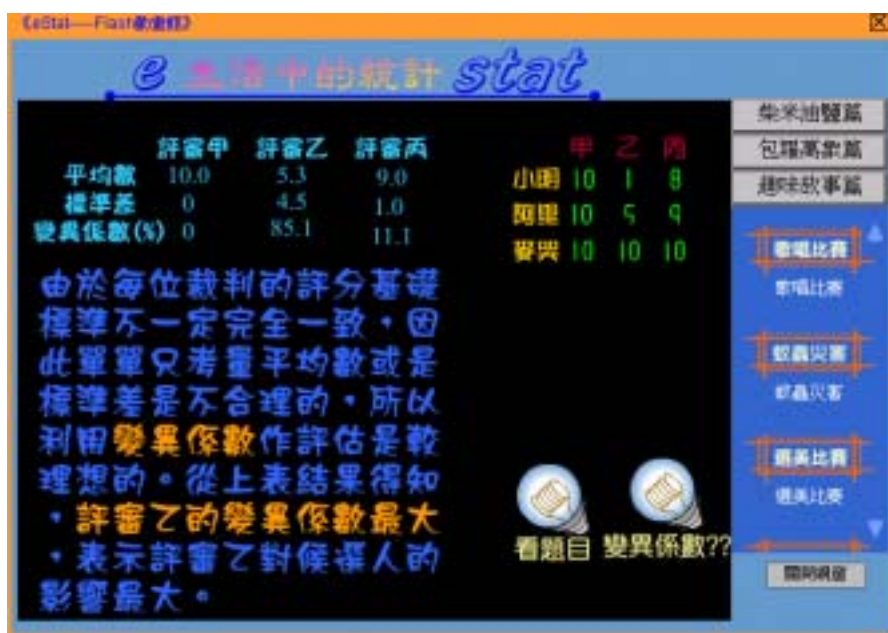 e 生活中的統計 stat
柴米油鹽篇
包羅萬象篇
趣味故事篇
評審甲 評審乙 評審丙
平均數 10.0 5.3 9.0
標準差 0 4.5 1.0
變異係數(%) 0 85.1 11.1
甲 乙 丙
小明 10 1 8
阿里 10 5 9
麥哭 10 10 10
由於每位裁判的評分基礎
標準不一定完全一致,因
此單單只考量平均數或是
標準差是不合理的,所以
利用變異係數作評估是較
理想的。從上表結果得知
,評審乙的變異係數最大
,表示評審乙對候選人的
影響最大。
看題目 變異係數??
歌唱比賽
歌唱比賽
蚊蟲災害
蚊蟲災害
選美比賽
選美比賽